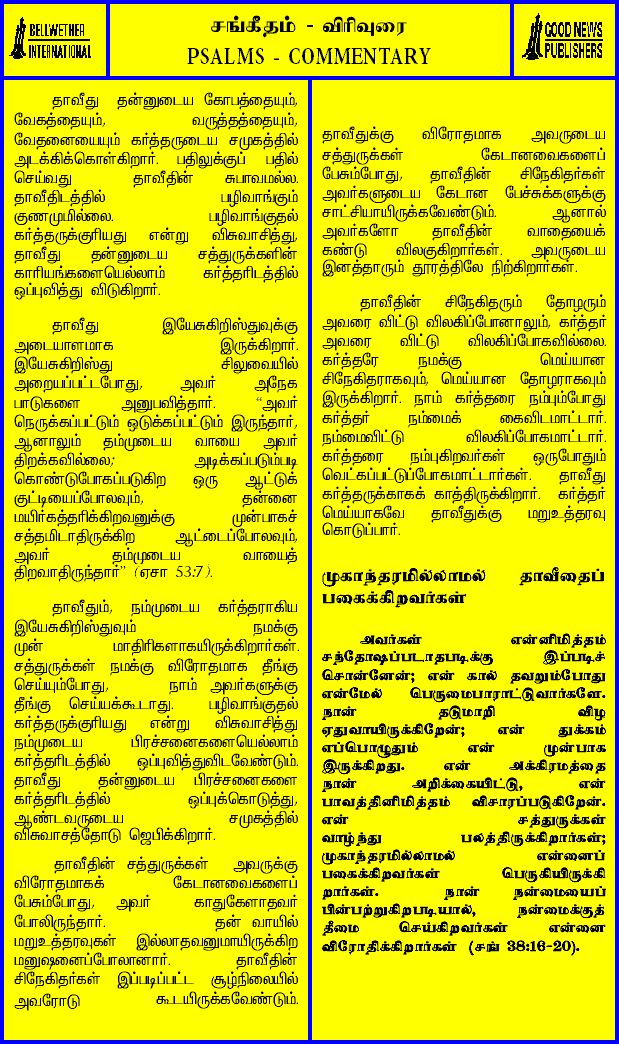 BELLWETHER
INTERNATIONAL
சங்கீதம் - விரிவுரை
PSALMS - COMMENTARY
GOOD NEWS
PUBLISHERS
தாவீது தன்னுடைய கோபத்தையும்,
வேகத்தையும், வருத்தத்தையும்,
வேதனையையும் கர்த்தருடைய சமுகத்தில்
அடக்கிக்கொள்கிறார். பதிலுக்குப் பதில்
செய்வது தாவீதின் சுபாவமல்ல.
தாவீதிடத்தில் பழிவாங்கும்
குணமுமில்லை. பழிவாங்குதல்
கர்த்தருக்குரியது என்று விசுவாசித்து,
தாவீது தன்னுடைய சத்துருக்களின்
காரியங்களையெல்லாம் கர்த்தரிடத்தில்
ஒப்புவித்து விடுகிறார்.
தாவீது இயேசுகிறிஸ்துவுக்கு
அடையாளமாக இருக்கிறார்.
இயேசுகிறிஸ்து சிலுவையில்
அறையப்பட்டபோது, அவர் அநேக
பாடுகளை அனுபவித்தார். “அவர்
நெருக்கப்பட்டும் ஒடுக்கப்பட்டும் இருந்தார்,
ஆனாலும் தம்முடைய வாயை அவர்
திறக்கவில்லை; அடிக்கப்படும்படி
கொண்டுபோகப்படுகிற ஒரு ஆட்டுக்
குட்டியைப்போலவும், தன்னை
மயிர்கத்தரிக்கிறவனுக்கு முன்பாகச்
சத்தமிடாதிருக்கிற ஆட்டைப்போலவும்,
அவர் தம்முடைய வாயைத்
திறவாதிருந்தார்” (ஏசா 53:7).
தாவீதும், நம்முடைய கர்த்தராகிய
இயேசுகிறிஸ்துவும் நமக்கு
முன் மாதிரிகளாகயிருக்கிறார்கள்.
சத்துருக்கள் நமக்கு விரோதமாக தீங்கு
செய்யும்போது, நாம் அவர்களுக்கு
தீங்கு செய்யக்கூடாது. பழிவாங்குதல்
கர்த்தருக்குரியது என்று விசுவாசித்து
நம்முடைய பிரச்சனைகளையெல்லாம்
கர்த்தரிடத்தில் ஒப்புவித்துவிடவேண்டும்.
தாவீது தன்னுடைய பிரச்சனைகளை
கர்த்தரிடத்தில் ஒப்புக்கொடுத்து,
ஆண்டவருடைய சமுகத்தில்
விசுவாசத்தோடு ஜெபிக்கிறார்.
தாவீதின் சத்துருக்கள் அவருக்கு
விரோதமாகக் கேடானவைகளைப்
பேசும்போது, அவர் காதுகேளாதவர்
போலிருந்தார். தன் வாயில்
மறுஉத்தரவுகள் இல்லாதவனுமாயிருக்கிற
மனுஷனைப்போலானார். தாவீதின்
சிநேகிதர்கள் இப்படிப்பட்ட சூழ்நிலையில்
அவரோடு கூடயிருக்கவேண்டும்.
தாவீதுக்கு விரோதமாக அவருடைய
சத்துருக்கள் கேடானவைகளைப்
பேசும்போது, தாவீதின் சிநேகிதர்கள்
அவர்களுடைய கேடான பேச்சுக்களுக்கு
சாட்சியாயிருக்கவேண்டும். ஆனால்
அவர்களோ தாவீதின் வாதையைக்
கண்டு விலகுகிறார்கள். அவருடைய
இனத்தாரும் தூரத்திலே நிற்கிறார்கள்.
தாவீதின் சிநேகிதரும் தோழரும்
அவரை விட்டு விலகிப்போனாலும், கர்த்தர்
அவரை விட்டு விலகிப்போகவில்லை.
கர்த்தரே நமக்கு மெய்யான
சிநேகிதராகவும், மெய்யான தோழராகவும்
இருக்கிறார். நாம் கர்த்தரை நம்பும்போது
கர்த்தர் நம்மைக் கைவிடமாட்டார்.
நம்மைவிட்டு விலகிப்போகமாட்டார்.
கர்த்தரை நம்புகிறவர்கள் ஒருபோதும்
வெட்கப்பட்டுப்போகமாட்டார்கள். தாவீது
கர்த்தருக்காகக் காத்திருக்கிறார். கர்த்தர்
மெய்யாகவே தாவீதுக்கு மறுஉத்தரவு
கொடுப்பார்.
முகாந்தரமில்லாமல் தாவீதைப்
பகைக்கிறவர்கள்
அவர்கள் என்னிமித்தம்
சந்தோஷப்படாதபடிக்கு இப்படிச்
சொன்னேன்; என் கால் தவறும்போது
என்மேல் பெருமைபாராட்டுவார்களே.
நான் தடுமாறி விழ
ஏதுவாயிருக்கிறேன்; என் துக்கம்
எப்பொழுதும் என் முன்பாக
இருக்கிறது. என் அக்கிரமத்தை
நான் அறிக்கையிட்டு, என்
பாவத்தினிமித்தம் விசாரப்படுகிறேன்.
என் சத்துருக்கள்
வாழ்ந்து பலத்திருக்கிறார்கள்;
முகாந்தரமில்லாமல் என்னைப்
பகைக்கிறவர்கள் பெருகியிருக்கி
றார்கள். நான் நன்மையைப்
பின்பற்றுகிறபடியால், நன்மைக்குத்
தீமை செய்கிறவர்கள் என்னை
விரோதிக்கிறார்கள் (சங் 38:16-20).